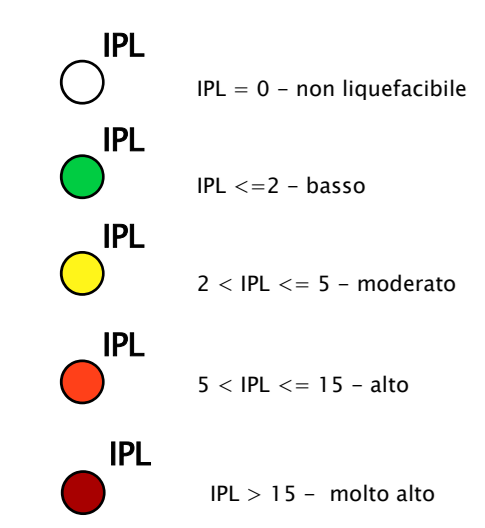 IPL
IPL = 0 – non liquefacibile
IPL
IPL <=2 – basso
IPL
2 < IPL <= 5 – moderato
IPL
5 < IPL <= 15 – alto
IPL
IPL > 15 – molto alto